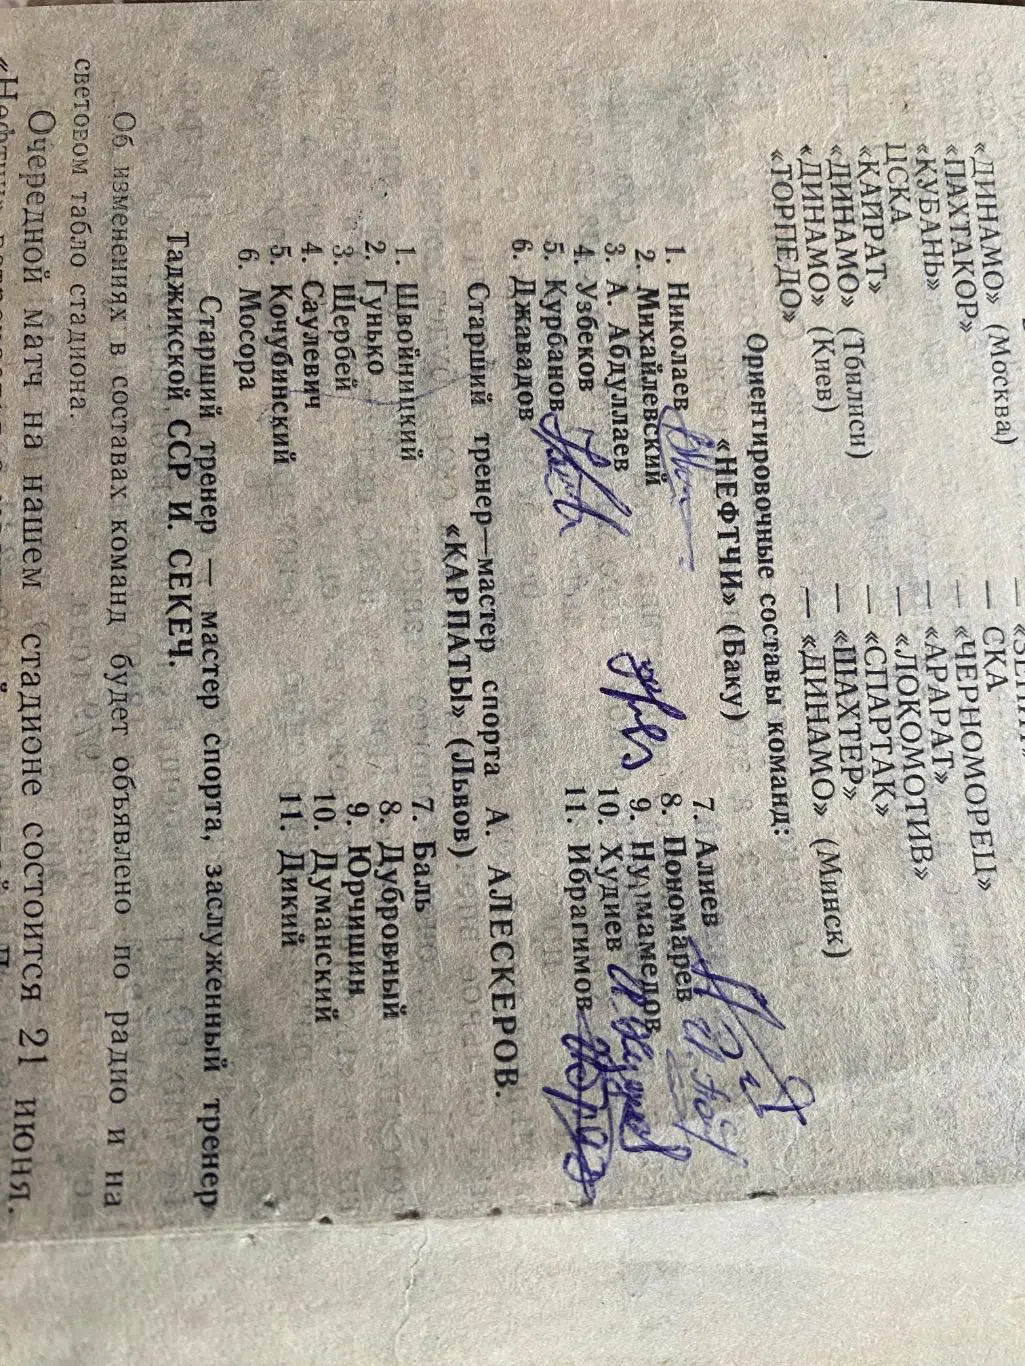 «ДИНАМО» (Москва)
— СКА
«ПАХТАКОР»
— «ЧЕРНОМОРЕЦ»
«КУБАНЬ»
— «АРАРАТ»
ЦСКА
— «ЛОКОМОТИВ»
«КАЙРАТ»
— «СПАРТАК»
«ДИНАМО» (Тбилиси)
— «ШАХТЕР»
«ДИНАМО» (Киев)
— «ДИНАМО» (Минск)
«ТОРПЕДО»
Ориентировочные составы команд:
«НЕФТЧИ» (Баку)
1. Николаев
2. Михайлевский
3. А. Абдуллаев
4. Узбеков
5. Курбанов
6. Джавадов
7. Алиев
8. Пономарев
9. Нурмамедов
10. Худиев
11. Ибрагимов
Старший тренер—мастер спорта А. АЛЕСКЕРОВ.
«КАРПАТЫ» (Львов)
1. Швойницкий
2. Гунько
3. Щербей
4. Саулевич
5. Кочубинский
6. Мосора
7. Баль
8. Дубровный
9. Юрчишин
10. Думанский
11. Дикий
Старший тренер — мастер спорта, заслуженный тренер
Таджикской ССР И. СЕКЕЧ.
Об изменениях в составах команд будет объявлено по радио и на
световом табло стадиона.
Очередной матч на нашем стадионе состоится 21 июня.